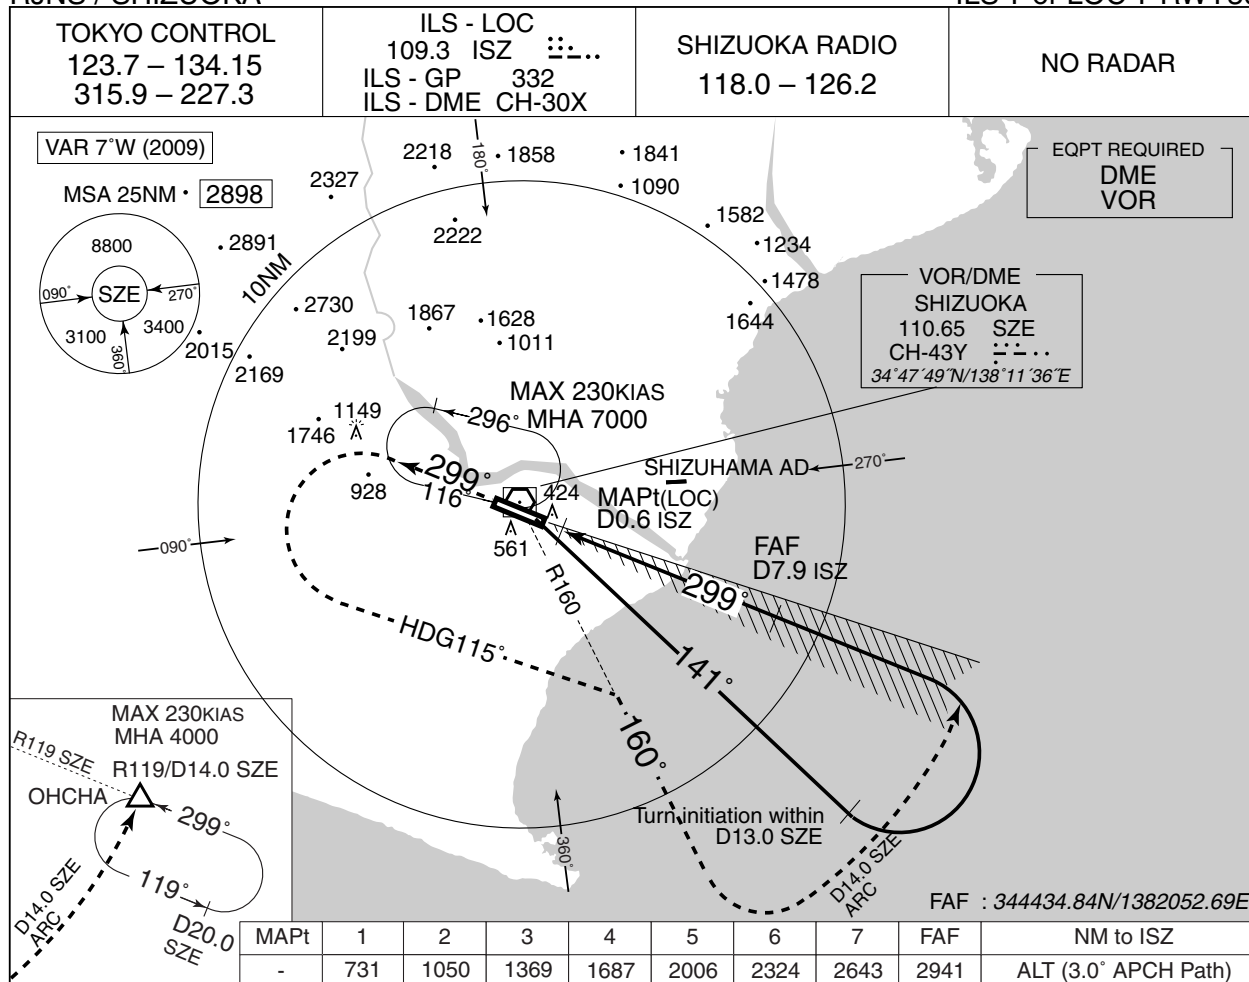 RJNS / SHIZUOKA
TOKYO CONTROL
123.7 – 134.15
315.9 – 227.3
ILS - LOC
109.3 ISZ
ILS - GP 332
ILS - DME CH-30X
SHIZUOKA RADIO
118.0 – 126.2
NO RADAR
VAR 7°W (2009)
MSA 25NM
2898
8800
SZE
090°
270°
3100
3400
360°
2327
2218
180°
1858
1841
1090
2891
2222
1582
1234
1478
1644
10NM
2730
1867
1628
1011
2199
2015
2169
EQPT REQUIRED
DME
VOR
VOR/DME
SHIZUOKA
110.65 SZE
CH-43Y
34°47´49˝N/138°11´36˝E
MAX 230KIAS
MHA 7000
296°
1149
1746
928
299°
116°
424
561
SHIZUHAMA AD
270°
MAPt(LOC)
D0.6 ISZ
090°
FAF
D7.9 ISZ
299°
R160
HDG115°
141°
160°
Turn initiation within
D13.0 SZE
360°
D14.0 SZE
ARC
MAX 230KIAS
MHA 4000
R119 SZE
R119/D14.0 SZE
OHCHA
299°
119°
D14.0 SZE
ARC
D20.0
SZE
FAF : 344434.84N/1382052.69E
MAPt 1 2 3 4 5 6 7 FAF NM to ISZ
- 731 1050 1369 1687 2006 2324 2643 2941 ALT (3.0° APCH Path)